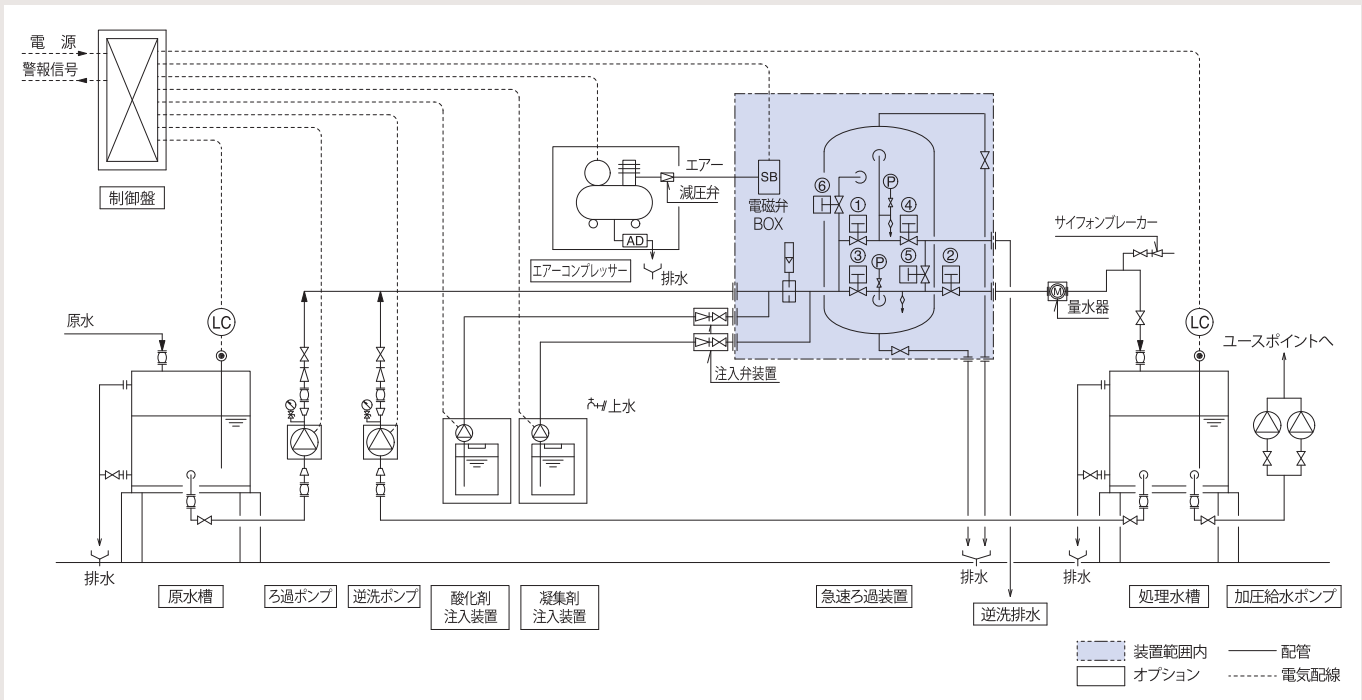 電 源
警報信号
制御盤
エアー
減圧弁
SB
電磁弁
BOX
AD
排水
エアーコンプレッサー
⑥
①
P
④
③
P
⑤
②
サイフォンブレーカー
M
量水器
原水
LC
LC
ユースポイントへ
注入弁装置
上水
排水
排水
排水
原水槽
ろ過ポンプ
逆洗ポンプ
酸化剤
注入装置
凝集剤
注入装置
急速ろ過装置
逆洗排水
処理水槽
加圧給水ポンプ
装置範囲内
配管
オプション
電気配線